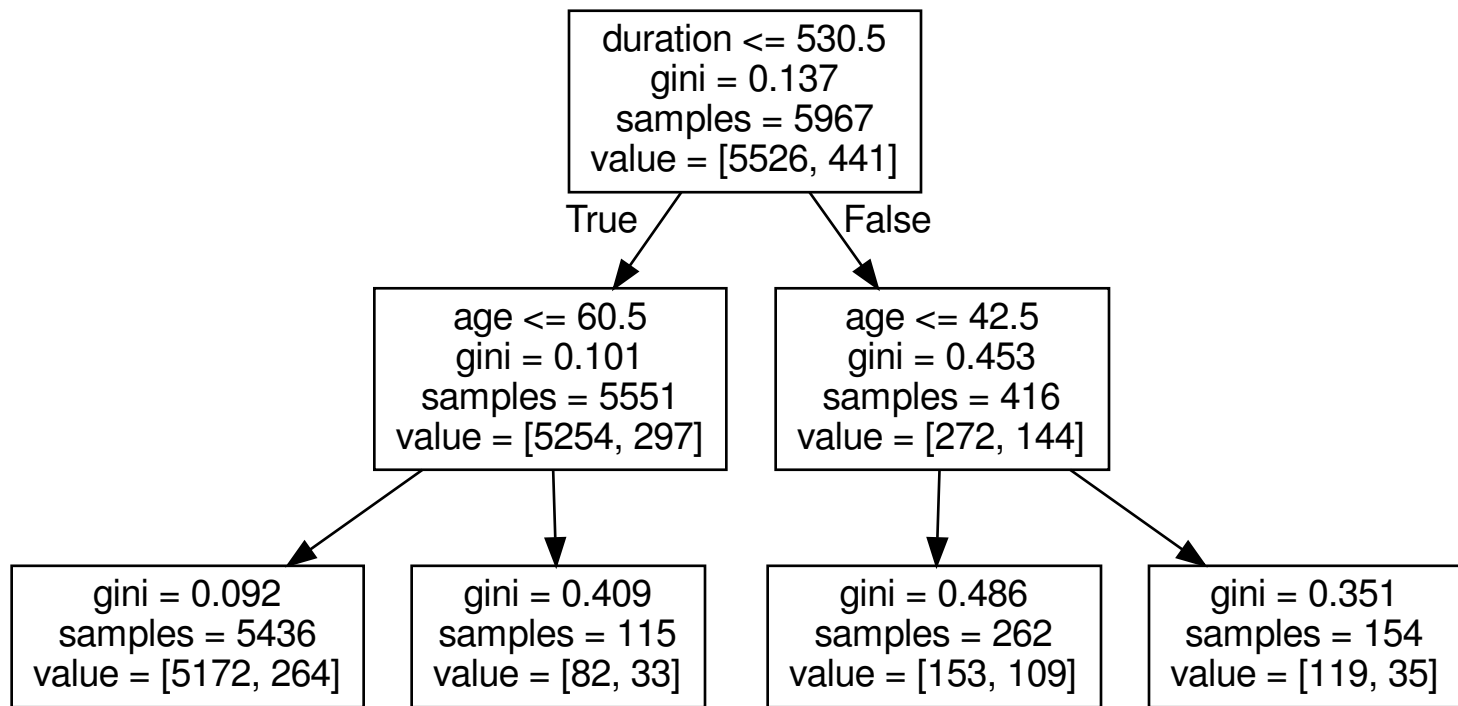 duration <= 530.5
gini = 0.137
samples = 5967
value = [5526, 441]
True
False
age <= 60.5
gini = 0.101
samples = 5551
value = [5254, 297]
age <= 42.5
gini = 0.453
samples = 416
value = [272, 144]
gini = 0.092
samples = 5436
value = [5172, 264]
gini = 0.409
samples = 115
value = [82, 33]
gini = 0.486
samples = 262
value = [153, 109]
gini = 0.351
samples = 154
value = [119, 35]